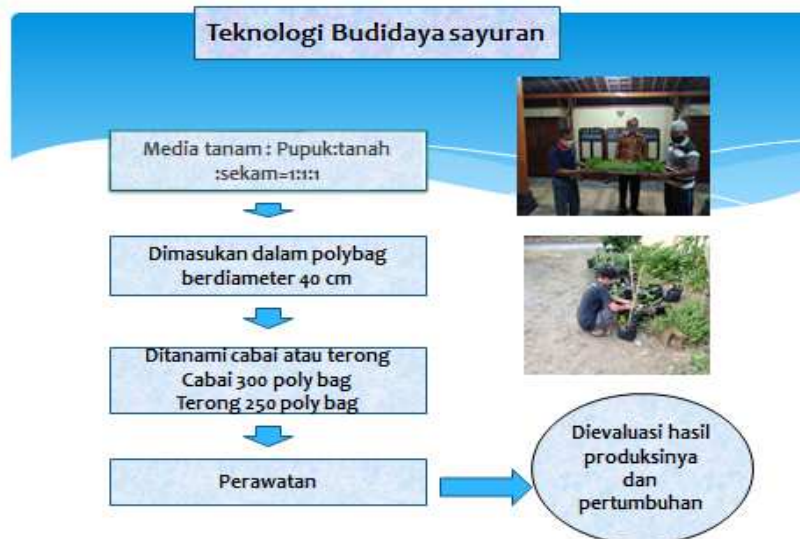 Teknologi Budidaya sayuran
Media tanam : Pupuk:tanah
:sekam=1:1:1
Dimasukan dalam polybag
berdiameter 40 cm
Ditanami cabai atau terong
Cabai 300 poly bag
Terong 250 poly bag
Perawatan
Dievaluasi hasil
produksinya
dan
pertumbuhan